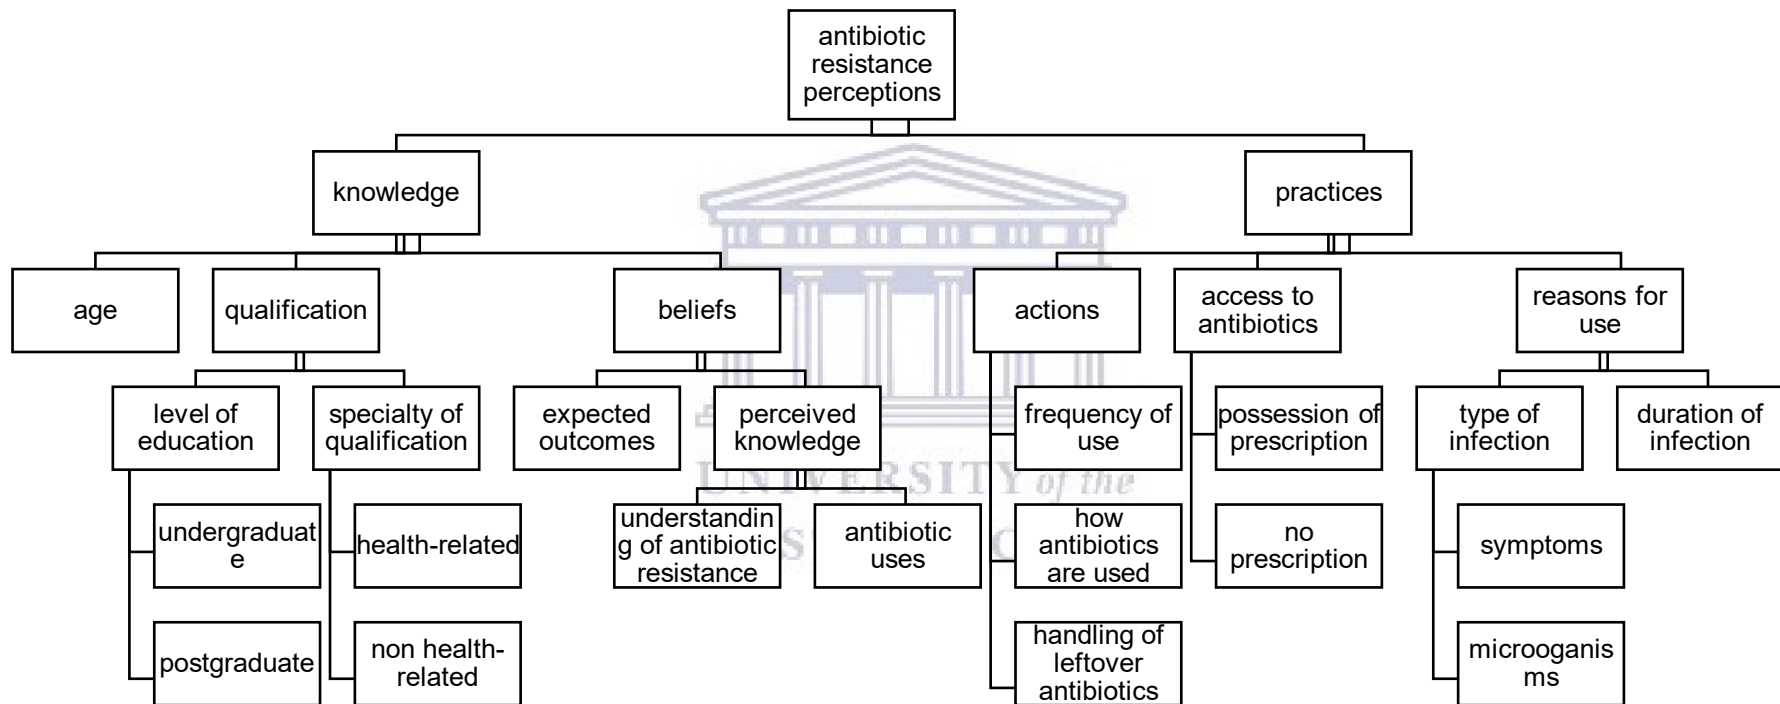 antibiotic
resistance
perceptions
knowledge
practices
age
qualification
beliefs
actions
access to
antibiotics
reasons for
use
level of
education
specialty of
qualification
expected
outcomes
perceived
knowledge
frequency of
use
possession of
prescription
type of
infection
duration of
infection
UNIVERSITY of the
undergraduat
e
health-related
understandin
g of antibiotic
resistance
antibiotic
uses
how
antibiotics
are used
no
prescription
symptoms
postgraduate
non health-
related
handling of
leftover
antibiotics
microoganis
ms